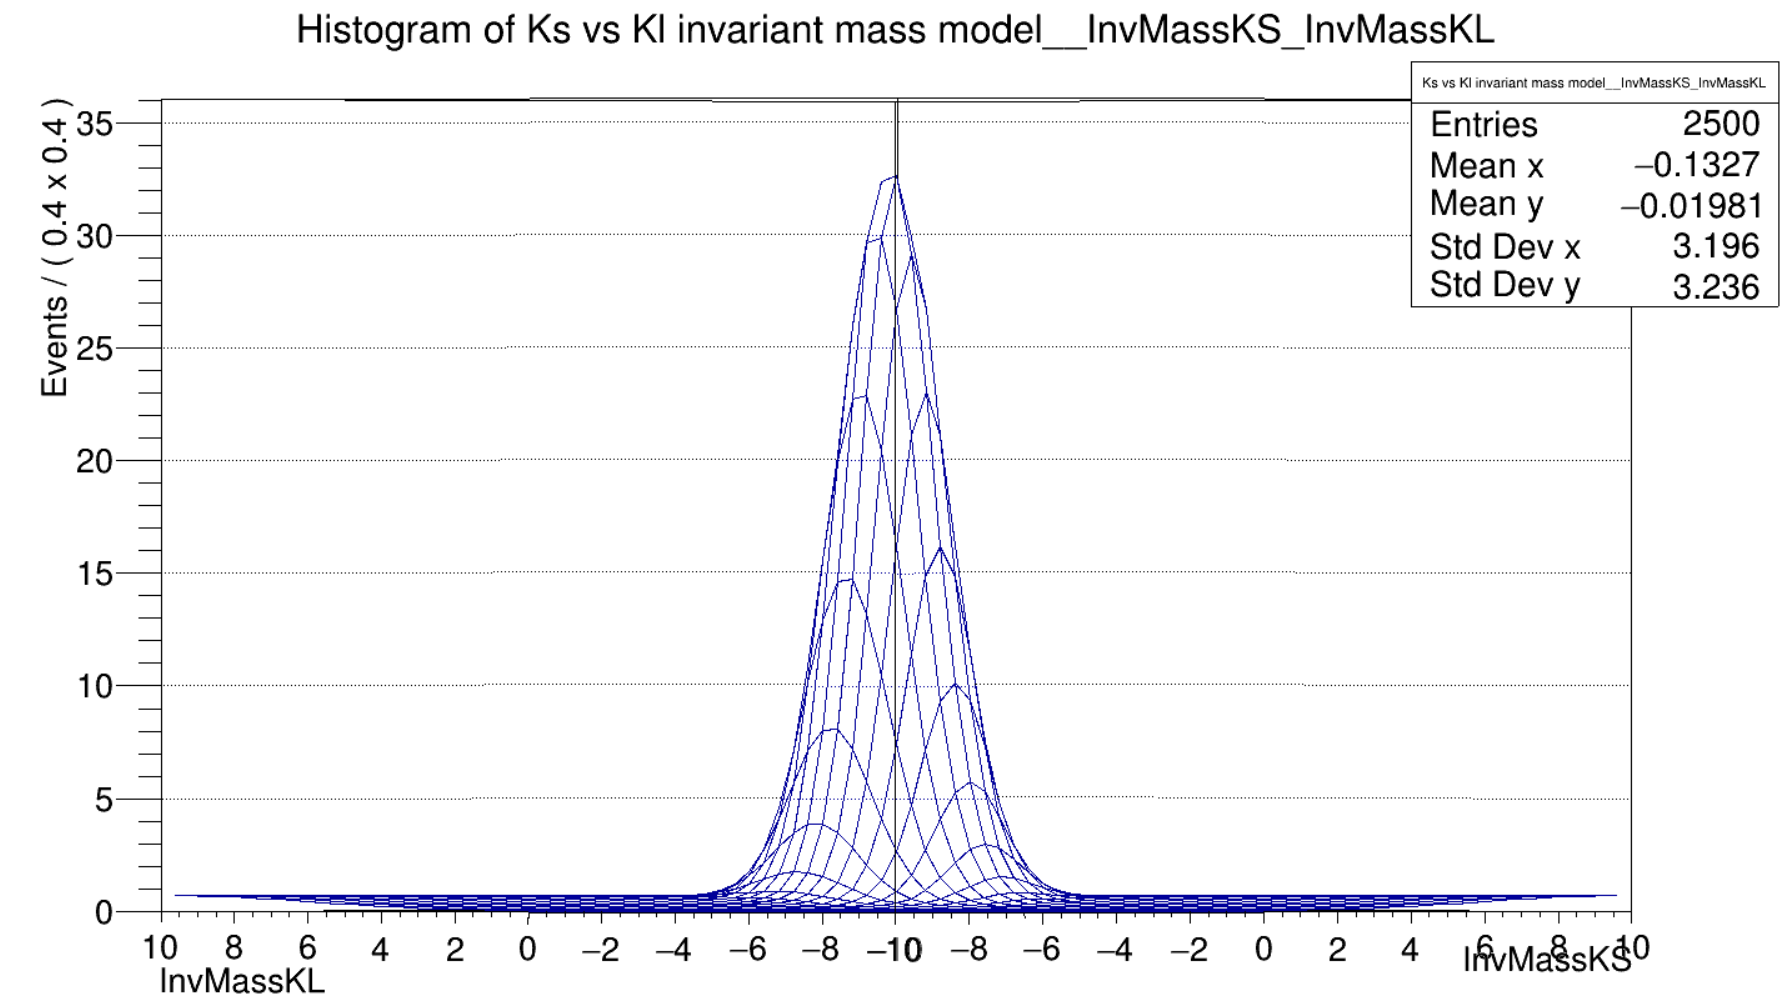 Histogram of Ks vs Kl invariant mass model__InvMassKS_InvMassKL
Ks vs Kl invariant mass model__InvMassKS_InvMassKL
Entries 2500
Mean x −0.1327
Mean y −0.01981
Std Dev x 3.196
Std Dev y 3.236
Events / ( 0.4 x 0.4 )
35
30
25
20
15
10
5
0
10 8 6 4 2 0 −2 −4 −6 −8 −10 −8 −6 −4 −2 0 2 4 6 8 10
InvMassKL
InvMassKS